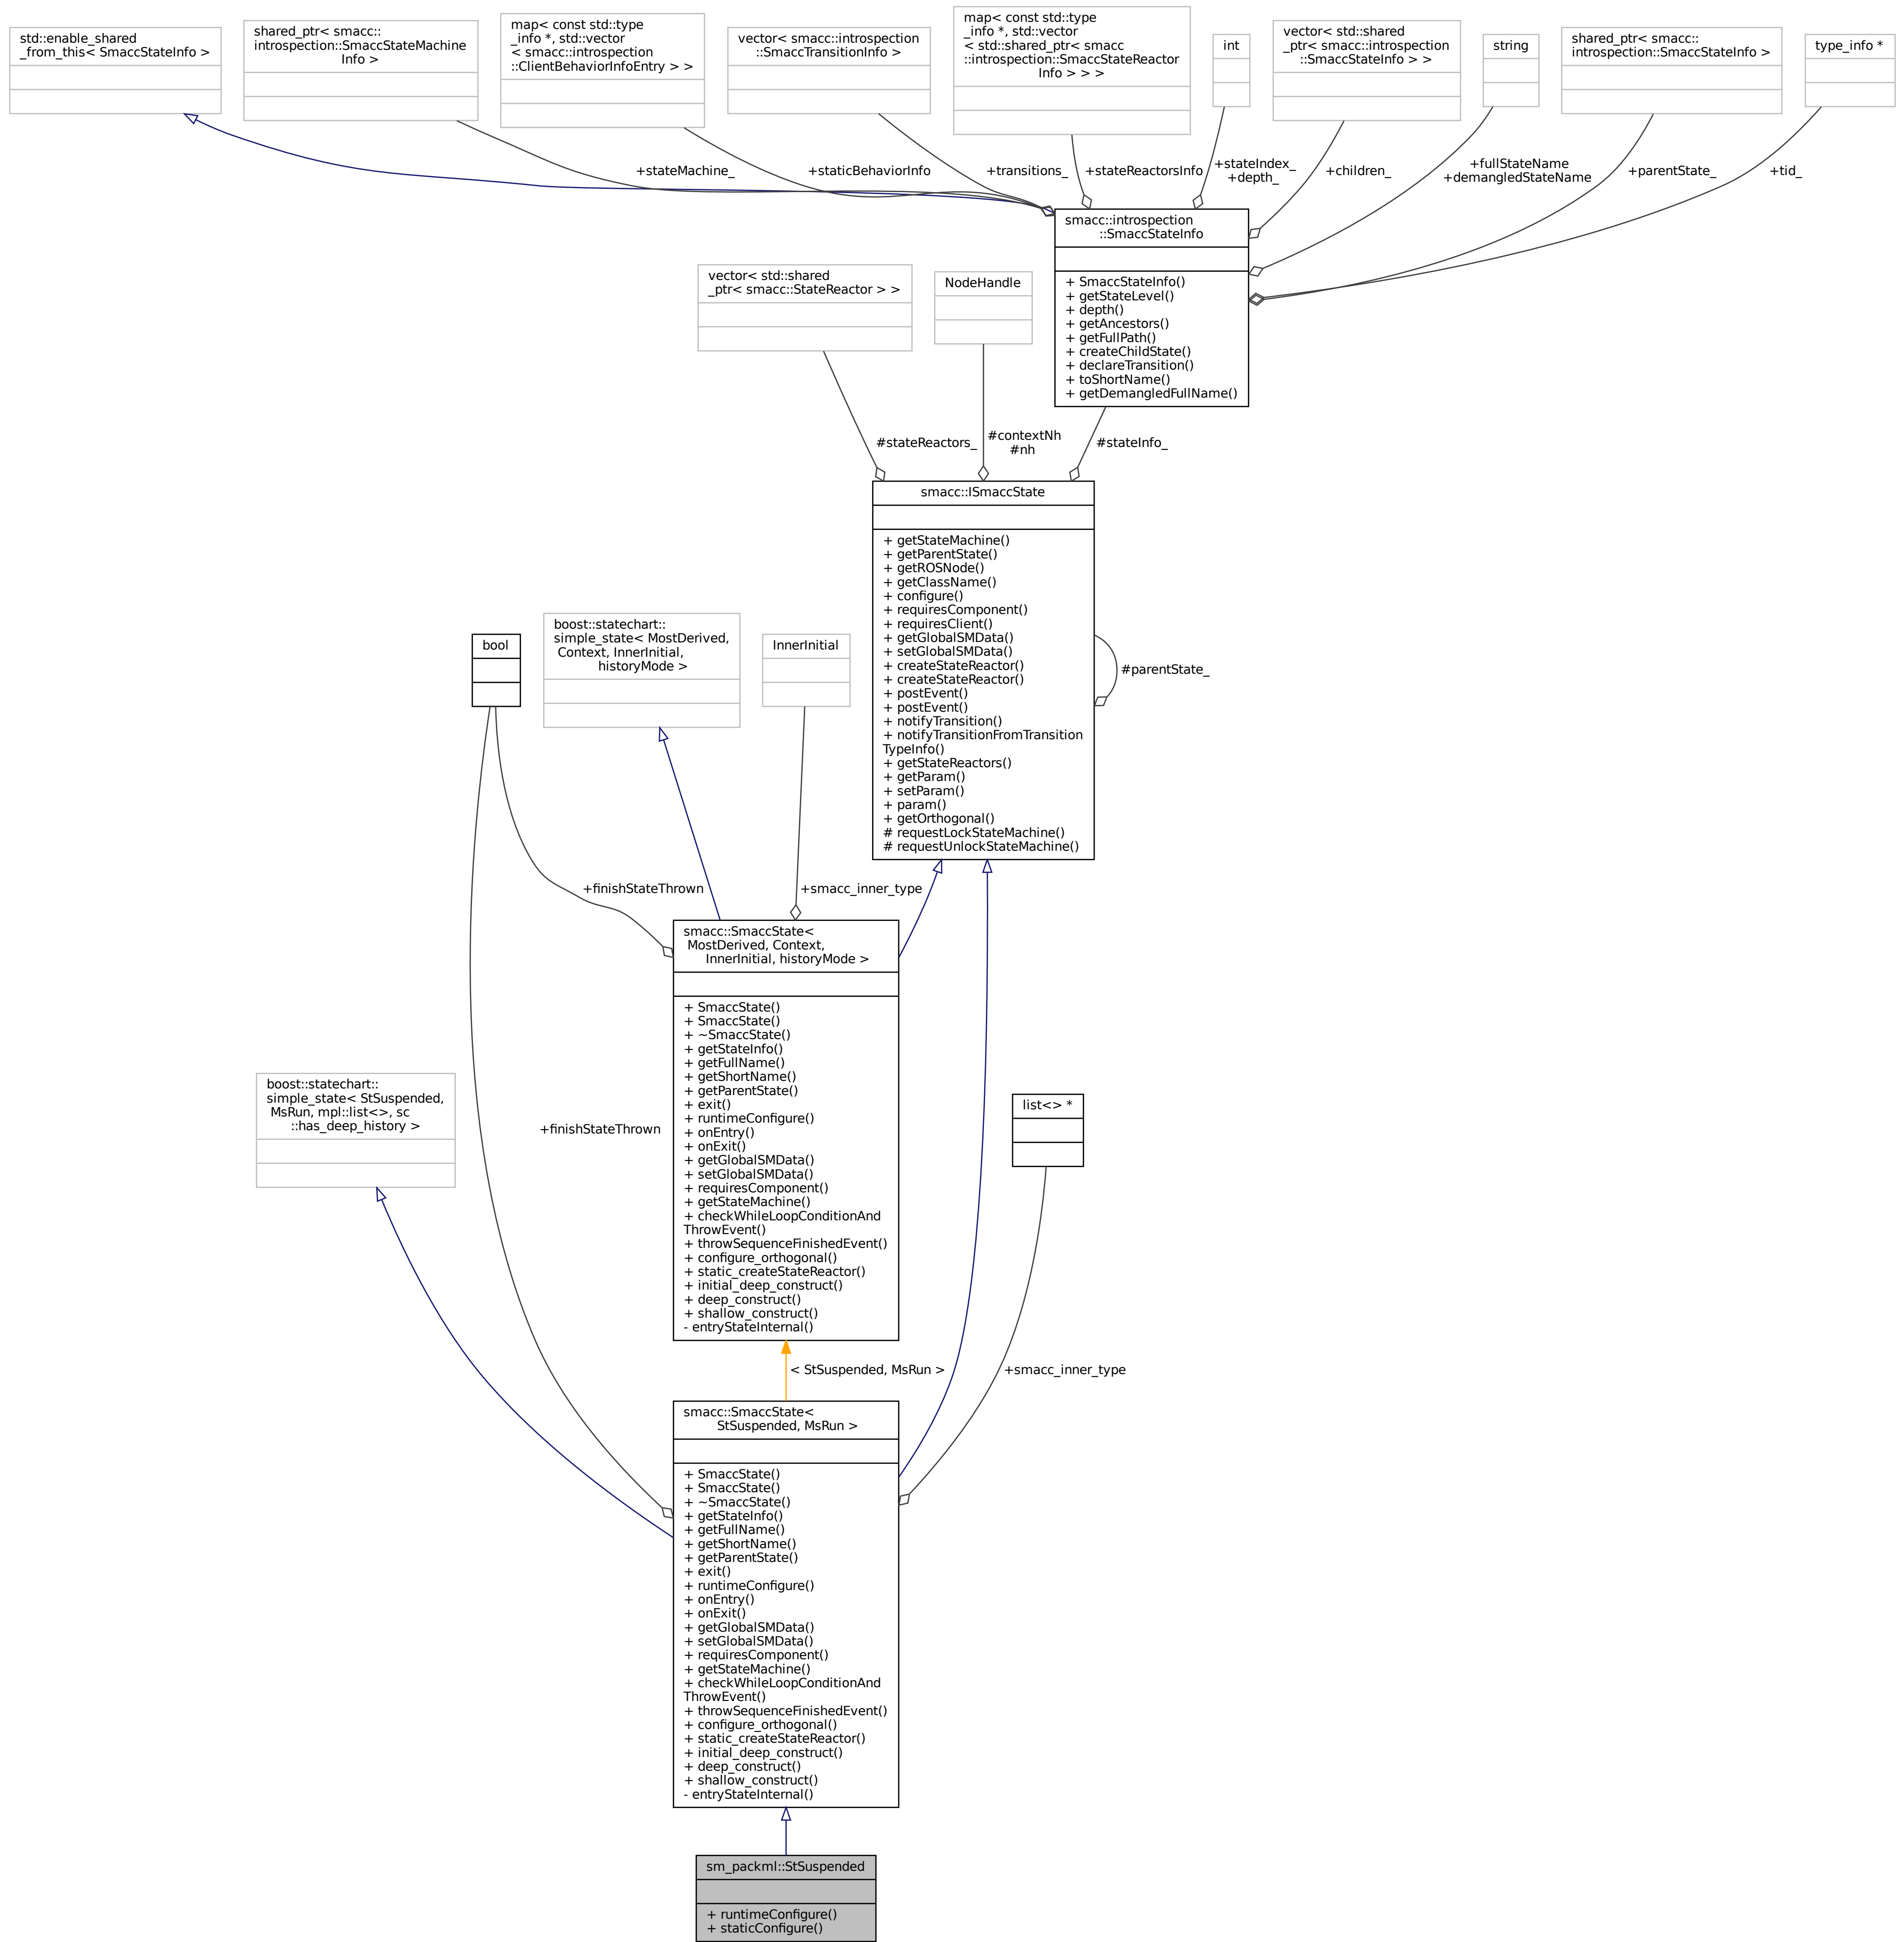 std::enable_shared
_from_this< SmaccStateInfo >
shared_ptr< smacc::
introspection::SmaccStateMachine
Info >
map< const std::type
_info *, std::vector
< smacc::introspection
::ClientBehaviorInfoEntry > >
vector< smacc::introspection
::SmaccTransitionInfo >
map< const std::type
_info *, std::vector
< std::shared_ptr< smacc
::introspection::SmaccStateReactor
Info > > >
int
vector< std::shared
_ptr< smacc::introspection
::SmaccStateInfo > >
string
shared_ptr< smacc::
introspection::SmaccStateInfo >
type_info *
+stateMachine_
+staticBehaviorInfo
+transitions_
+stateReactorsInfo
+stateIndex_
+depth_
+children_
+fullStateName
+demangledStateName
+parentState_
+tid_
smacc::introspection
::SmaccStateInfo
+ SmaccStateInfo()
+ getStateLevel()
+ depth()
+ getAncestors()
+ getFullPath()
+ createChildState()
+ declareTransition()
+ toShortName()
+ getDemangledFullName()
vector< std::shared
_ptr< smacc::StateReactor > >
NodeHandle
#stateReactors_
#contextNh
#nh
#stateInfo_
smacc::ISmaccState
+ getStateMachine()
+ getParentState()
+ getROSNode()
+ getClassName()
+ configure()
+ requiresComponent()
+ requiresClient()
+ getGlobalSMData()
+ setGlobalSMData()
+ createStateReactor()
+ createStateReactor()
+ postEvent()
+ postEvent()
+ notifyTransition()
+ notifyTransitionFromTransition
TypeInfo()
+ getStateReactors()
+ getParam()
+ setParam()
+ param()
+ getOrthogonal()
# requestLockStateMachine()
# requestUnlockStateMachine()
#parentState_
bool
boost::statechart::
simple_state< MostDerived,
Context, InnerInitial,
historyMode >
InnerInitial
+finishStateThrown
+smacc_inner_type
smacc::SmaccState<
MostDerived, Context,
InnerInitial, historyMode >
+ SmaccState()
+ SmaccState()
+ ~SmaccState()
+ getStateInfo()
+ getFullName()
+ getShortName()
+ getParentState()
+ exit()
+ runtimeConfigure()
+ onEntry()
+ onExit()
+ getGlobalSMData()
+ setGlobalSMData()
+ requiresComponent()
+ getStateMachine()
+ checkWhileLoopConditionAnd
ThrowEvent()
+ throwSequenceFinishedEvent()
+ configure_orthogonal()
+ static_createStateReactor()
+ initial_deep_construct()
+ deep_construct()
+ shallow_construct()
- entryStateInternal()
boost::statechart::
simple_state< StSuspended,
MsRun, mpl::list<>, sc
::has_deep_history >
+finishStateThrown
list<> *
< StSuspended, MsRun >
+smacc_inner_type
smacc::SmaccState<
StSuspended, MsRun >
+ SmaccState()
+ SmaccState()
+ ~SmaccState()
+ getStateInfo()
+ getFullName()
+ getShortName()
+ getParentState()
+ exit()
+ runtimeConfigure()
+ onEntry()
+ onExit()
+ getGlobalSMData()
+ setGlobalSMData()
+ requiresComponent()
+ getStateMachine()
+ checkWhileLoopConditionAnd
ThrowEvent()
+ throwSequenceFinishedEvent()
+ configure_orthogonal()
+ static_createStateReactor()
+ initial_deep_construct()
+ deep_construct()
+ shallow_construct()
- entryStateInternal()
sm_packml::StSuspended
+ runtimeConfigure()
+ staticConfigure()